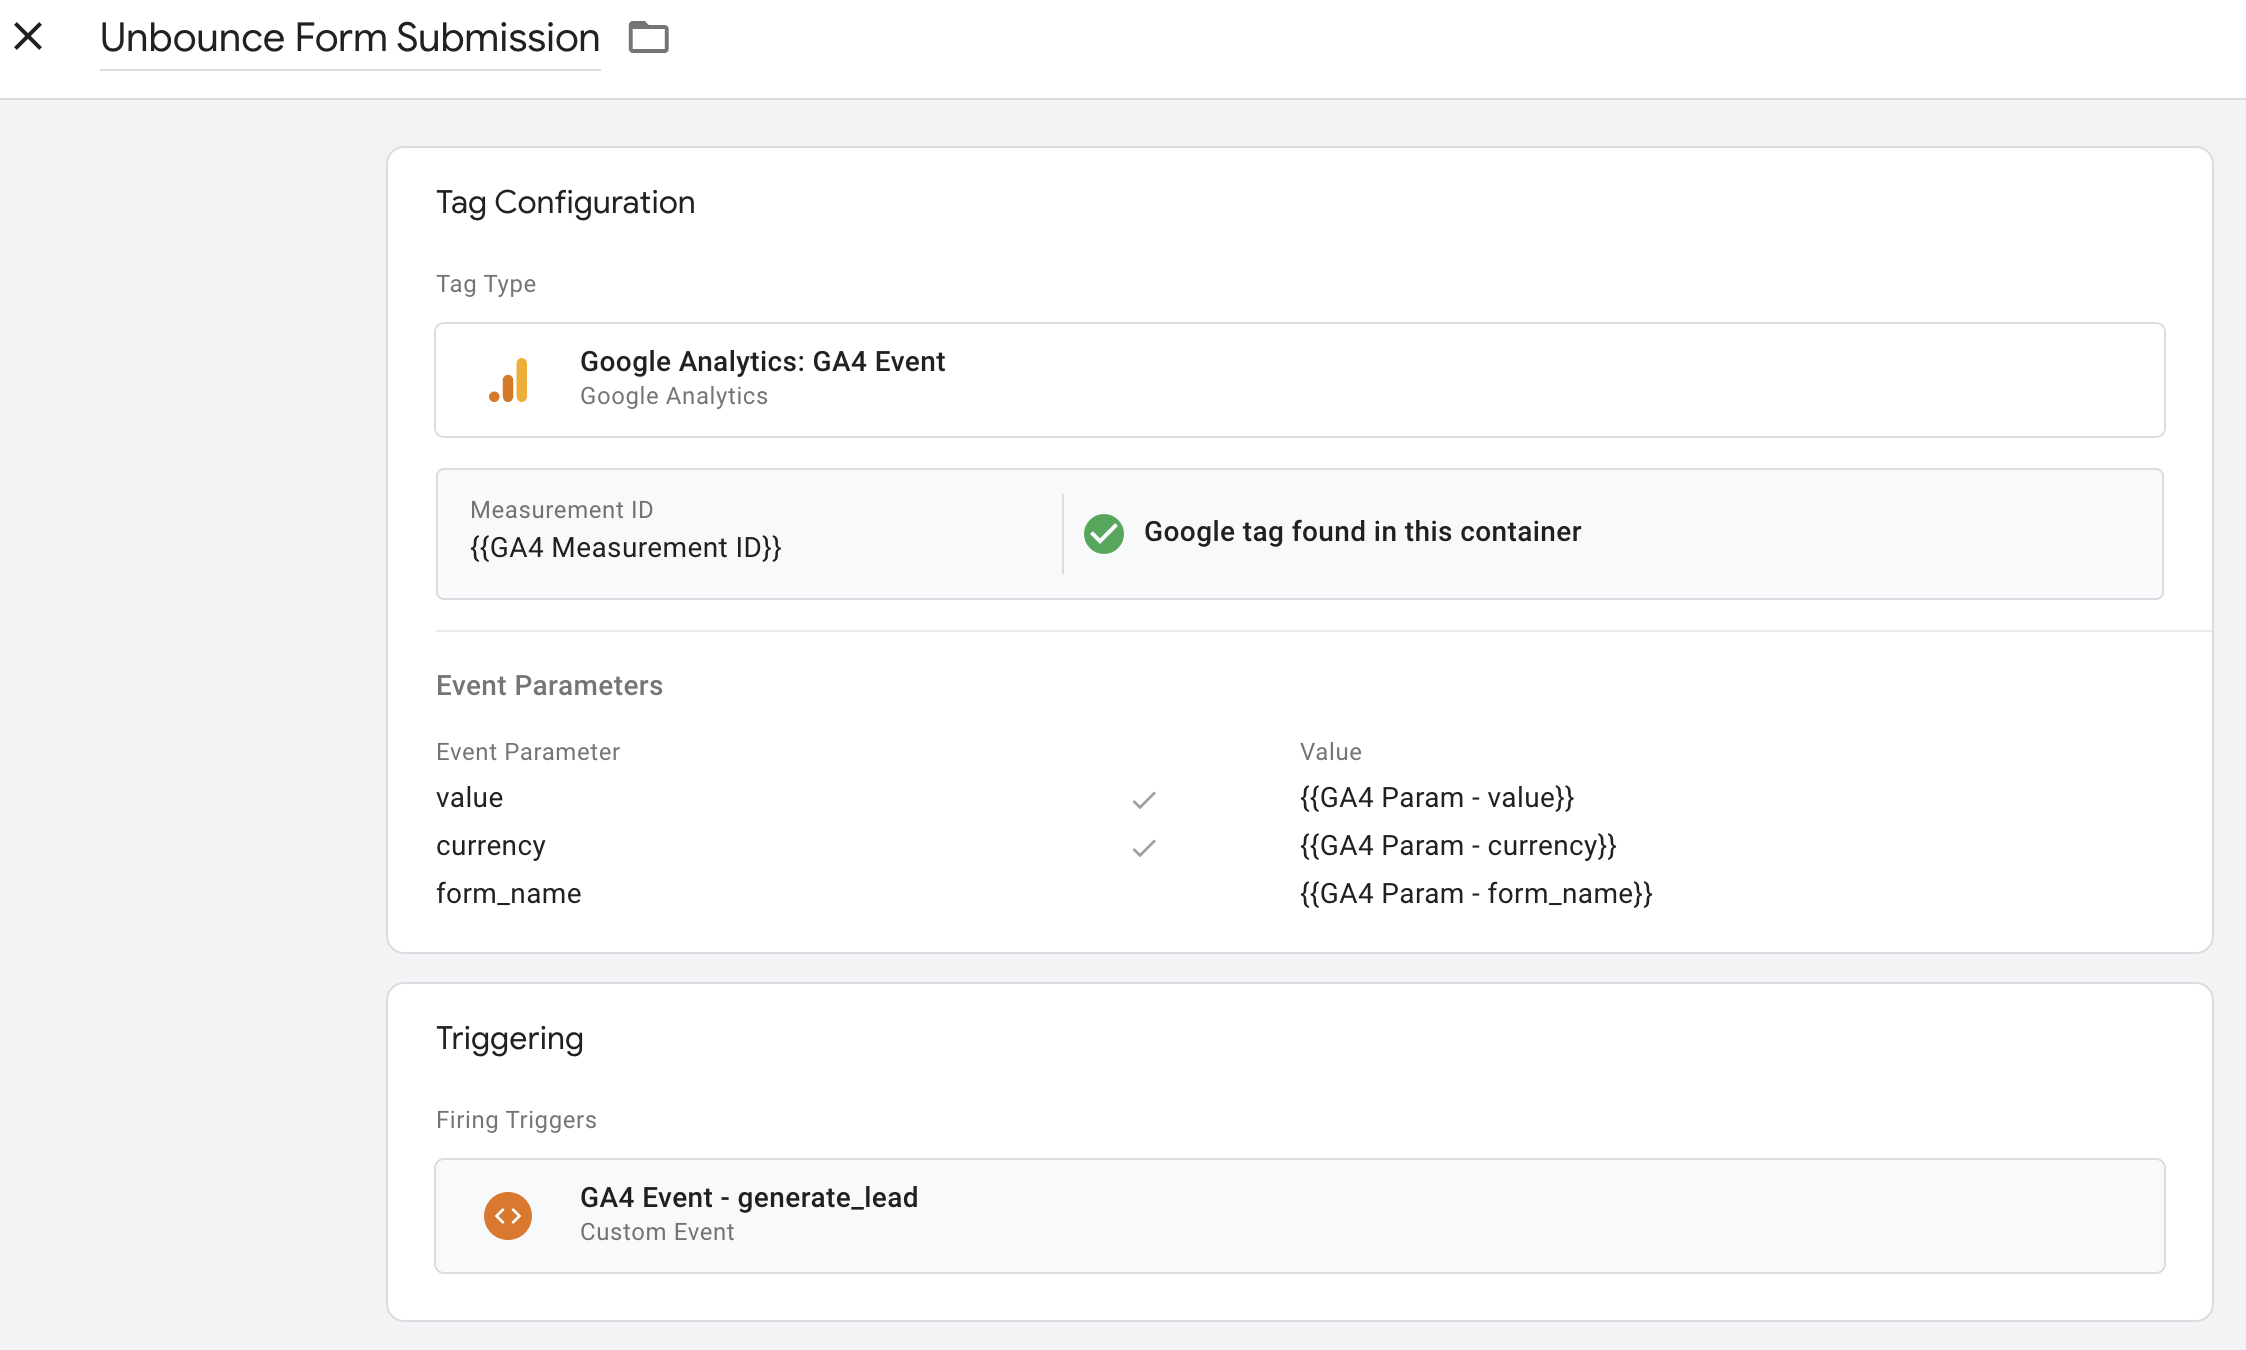 Unbounce Form Submission
Tag Configuration
Tag Type
Google Analytics: GA4 Event
Google Analytics
Measurement ID
{{GA4 Measurement ID}}
Google tag found in this container
Event Parameters
Event Parameter Value
value {{GA4 Param - value}}
currency {{GA4 Param - currency}}
form_name {{GA4 Param - form_name}}
Triggering
Firing Triggers
GA4 Event - generate_lead
Custom Event